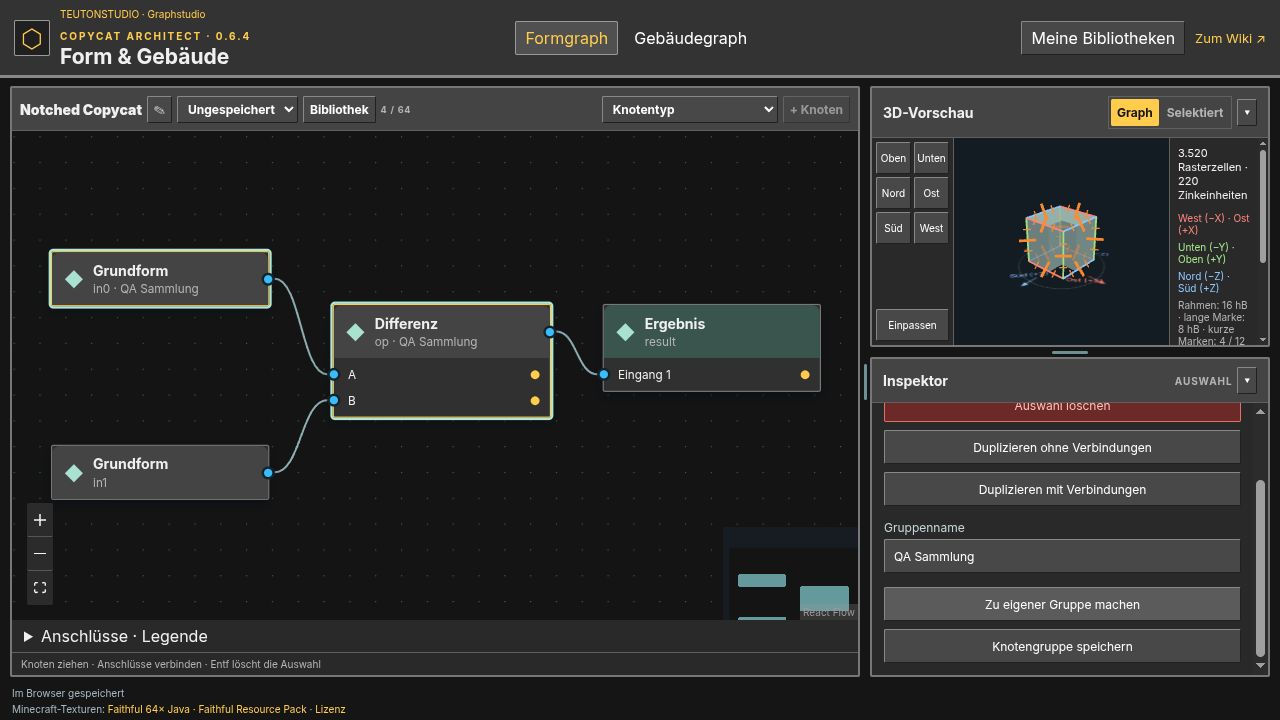 TEUTONSTUDIO · Graphstudio
COPYCAT ARCHITECT · 0.6.4
Form & Gebäude
Formgraph
Gebäudegraph
Meine Bibliotheken
Zum Wiki ↗
Notched Copycat
Ungespeichert
Bibliothek
4 / 64
Knotentyp
+ Knoten
Grundform
in0 · QA Sammlung
Differenz
op · QA Sammlung
A
B
Ergebnis
result
Eingang 1
Grundform
in1
React Flow
▶ Anschlüsse · Legende
Knoten ziehen · Anschlüsse verbinden · Entf löscht die Auswahl
3D-Vorschau
Graph
Selektiert
Oben
Unten
Nord
Ost
Süd
West
Einpassen
3.520
Rasterzellen ·
220
Zinkeinheiten
West (−X) · Ost
(+X)
Unten (−Y) ·
Oben (+Y)
Nord (−Z) ·
Süd (+Z)
Rahmen: 16 hB
· lange Marke:
8 hB · kurze
Marken: 4 / 12
Inspektor
AUSWAHL
Auswahl löschen
Duplizieren ohne Verbindungen
Duplizieren mit Verbindungen
Gruppenname
QA Sammlung
Zu eigener Gruppe machen
Knotengruppe speichern
Im Browser gespeichert
Minecraft-Texturen: Faithful 64× Java · Faithful Resource Pack · Lizenz